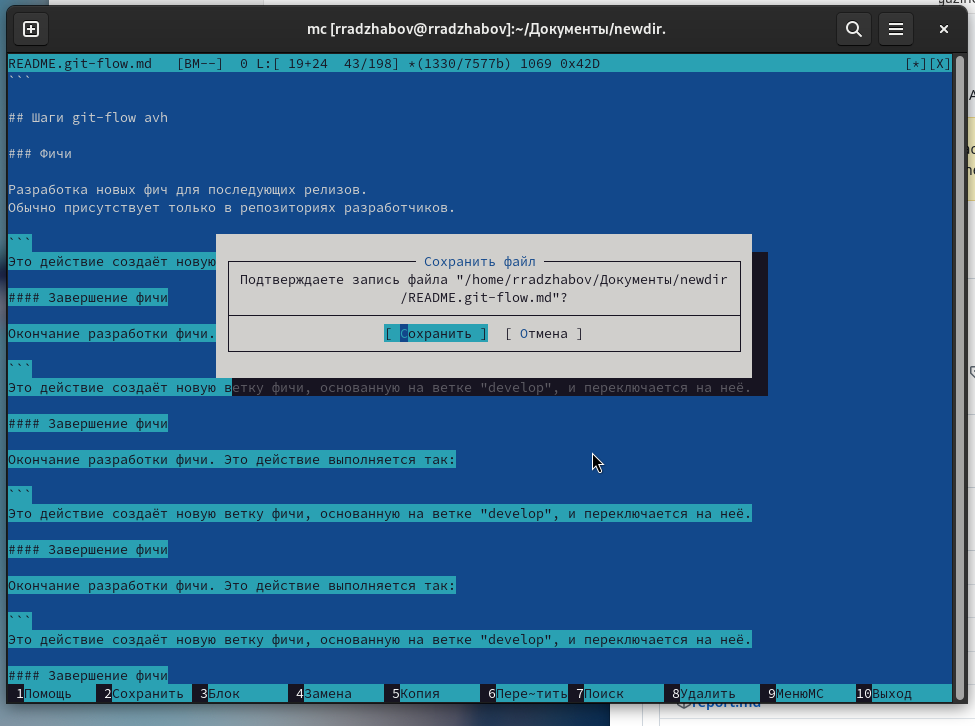 mc [rradzhabov@rradzhabov]:~/Документы/newdir.
README.git-flow.md   [BM--]  0 L:[ 19+24  43/198] *(1330/7577b) 1069 0x42D                [*][X]
```
## Шаги git-flow avh
### Фичи
Разработка новых фич для последующих релизов.
Обычно присутствует только в репозиториях разработчиков.
```
Это действие создаёт новую
#### Завершение фичи
Окончание разработки фичи.
```
Сохранить файл
Подтверждаете запись файла "/home/rradzhabov/Документы/newdir
/README.git-flow.md"?
[ Сохранить ]  [ Отмена ]
Это действие создаёт новую ветку фичи, основанную на ветке "develop", и переключается на неё.
#### Завершение фичи
Окончание разработки фичи. Это действие выполняется так:
```
Это действие создаёт новую ветку фичи, основанную на ветке "develop", и переключается на неё.
#### Завершение фичи
Окончание разработки фичи. Это действие выполняется так:
```
Это действие создаёт новую ветку фичи, основанную на ветке "develop", и переключается на неё.
#### Завершение фичи
1Помощь  2Сохранить  3Блок  4Замена  5Копия  6Пере~тить  7Поиск  8Удалить  9МенюMC  10Выход
report.md